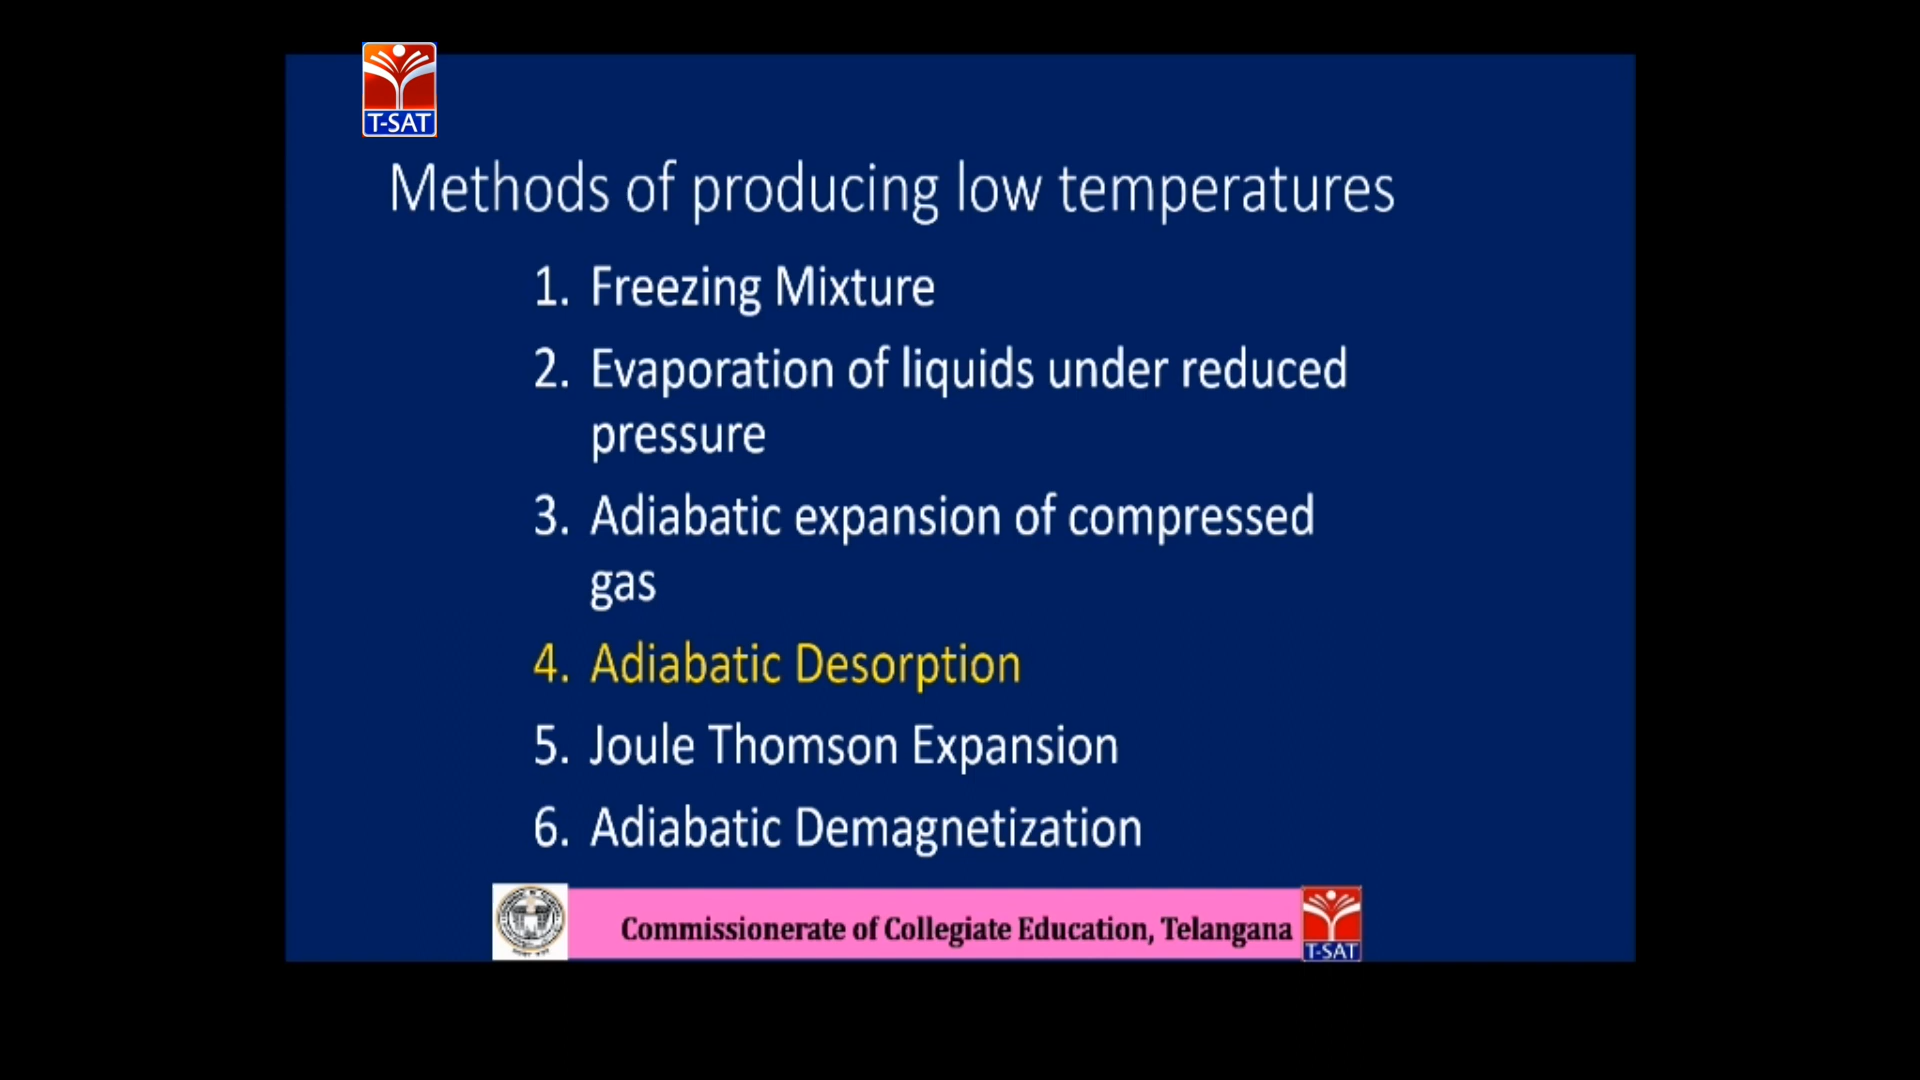 T-SAT
Methods of producing low temperatures
1. Freezing Mixture
2. Evaporation of liquids under reduced
pressure
3. Adiabatic expansion of compressed
gas
4. Adiabatic Desorption
5. Joule Thomson Expansion
6. Adiabatic Demagnetization
Commissionerate of Collegiate Education, Telangana
T-SAT